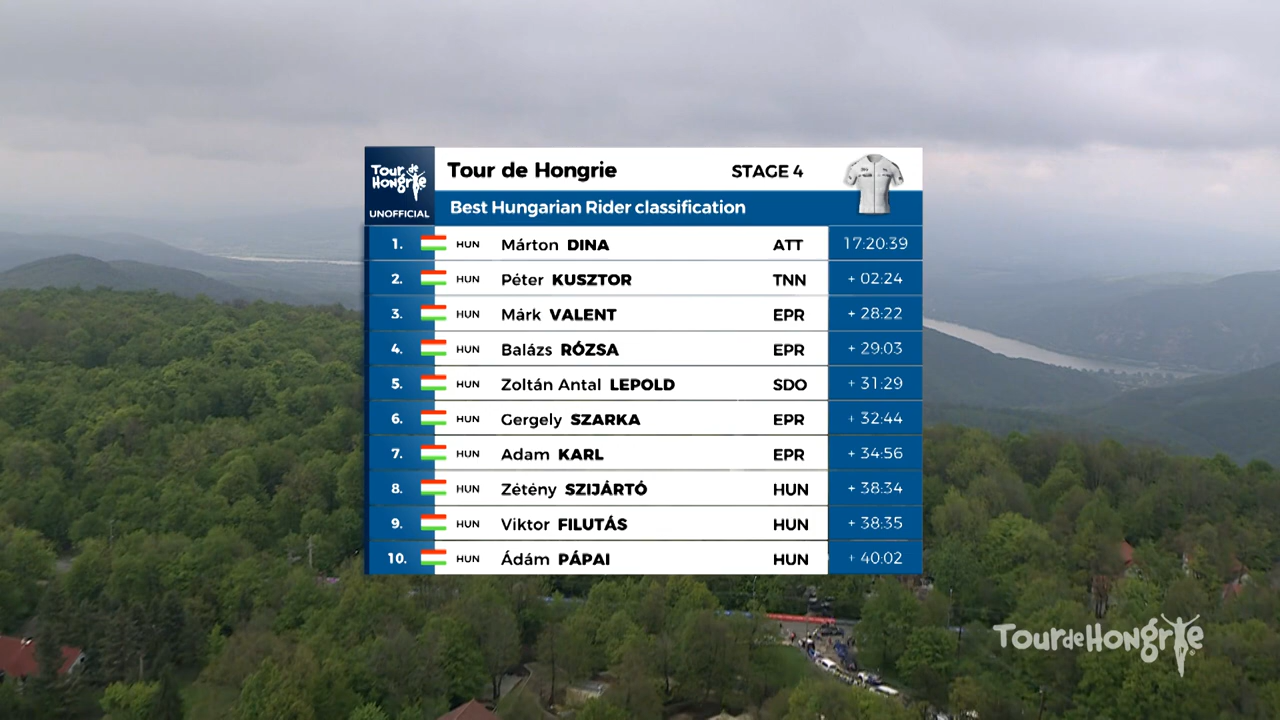 Tour de Hongrie
UNOFFICIAL
Tour de Hongrie STAGE 4
Best Hungarian Rider classification
1. HUN Márton DINA ATT 17:20:39
2. HUN Péter KUSZTOR TNN + 02:24
3. HUN Márk VALENT EPR + 28:22
4. HUN Balázs RÓZSA EPR + 29:03
5. HUN Zoltán Antal LEPOLD SDO + 31:29
6. HUN Gergely SZARKA EPR + 32:44
7. HUN Adam KARL EPR + 34:56
8. HUN Zétény SZIJÁRTÓ HUN + 38:34
9. HUN Viktor FILUTÁS HUN + 38:35
10. HUN Ádám PÁPAI HUN + 40:02
Tour de Hongrie